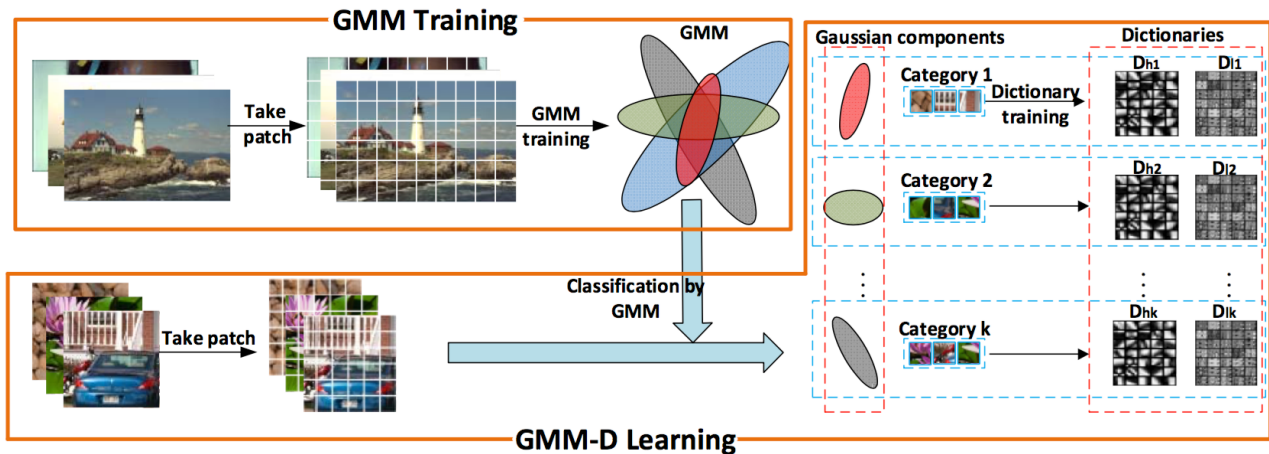 GMM Training
Take
patch
GMM
training
GMM
Gaussian components
Dictionaries
Category 1
Dictionary
training
Dh1
Dl1
Category 2
Dh2
Dl2
Take patch
Classification by
GMM
Category k
Dhk
Dlk
GMM-D Learning